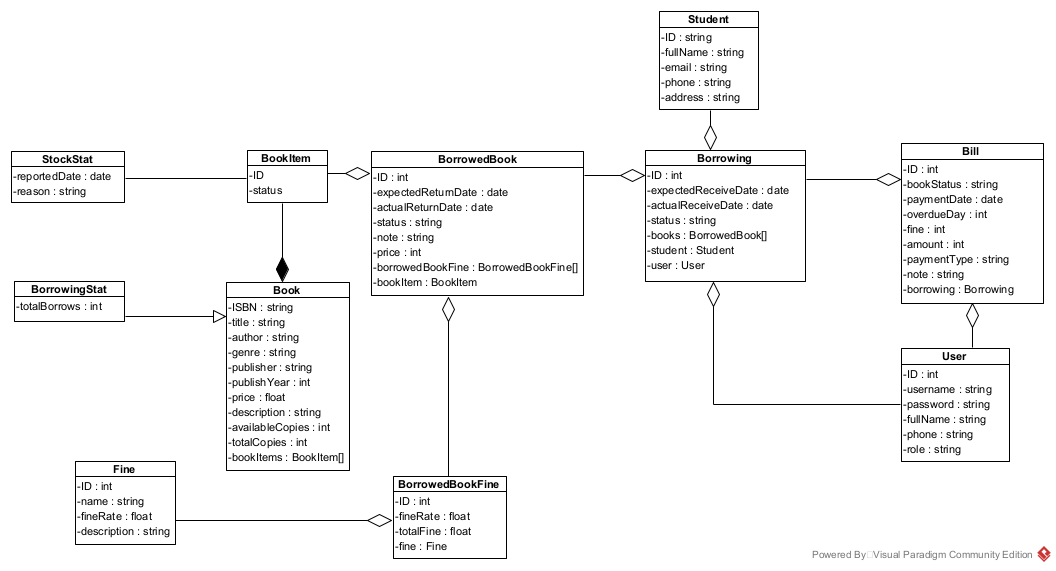 Student
-ID : string
-fullName : string
-email : string
-phone : string
-address : string
StockStat
-reportedDate : date
-reason : string
BookItem
-ID
-status
BorrowedBook
-ID : int
-expectedReturnDate : date
-actualReturnDate : date
-status : string
-note : string
-price : int
-borrowedBookFine : BorrowedBookFine[]
-bookItem : BookItem
Borrowing
-ID : int
-expectedReceiveDate : date
-actualReceiveDate : date
-status : string
-books : BorrowedBook[]
-student : Student
-user : User
Bill
-ID : int
-bookStatus : string
-paymentDate : date
-overdueDay : int
-fine : int
-amount : int
-paymentType : string
-note : string
-borrowing : Borrowing
BorrowingStat
-totalBorrows : int
Book
-ISBN : string
-title : string
-author : string
-genre : string
-publisher : string
-publishYear : int
-price : float
-description : string
-availableCopies : int
-totalCopies : int
-bookItems : BookItem[]
User
-ID : int
-username : string
-password : string
-fullName : string
-phone : string
-role : string
Fine
-ID : int
-name : string
-fineRate : float
-description : string
BorrowedBookFine
-ID : int
-fineRate : float
-totalFine : float
-fine : Fine
Powered By Visual Paradigm Community Edition